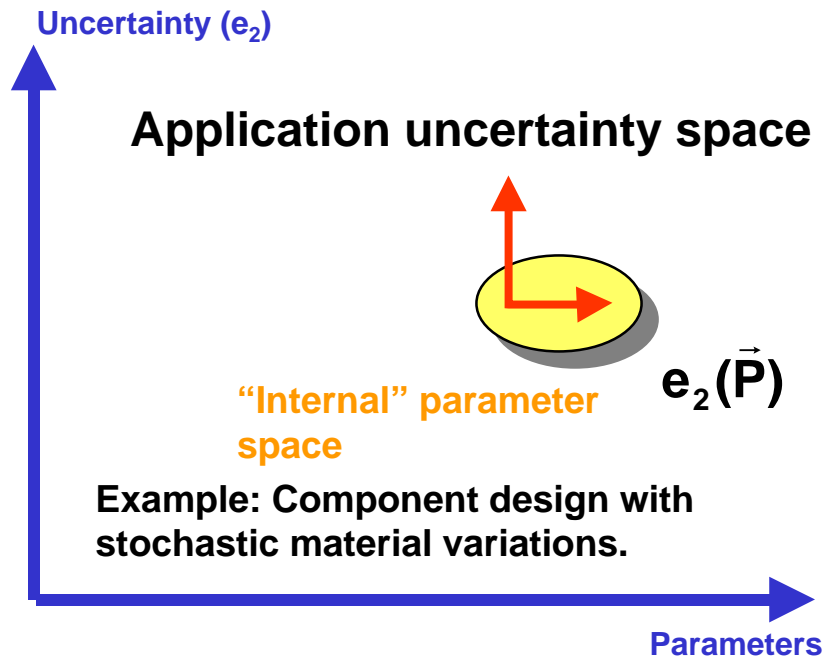 Uncertainty (e₂)
Application uncertainty space
e₂(P⃗)
“Internal” parameter
space
Example: Component design with
stochastic material variations.
Parameters